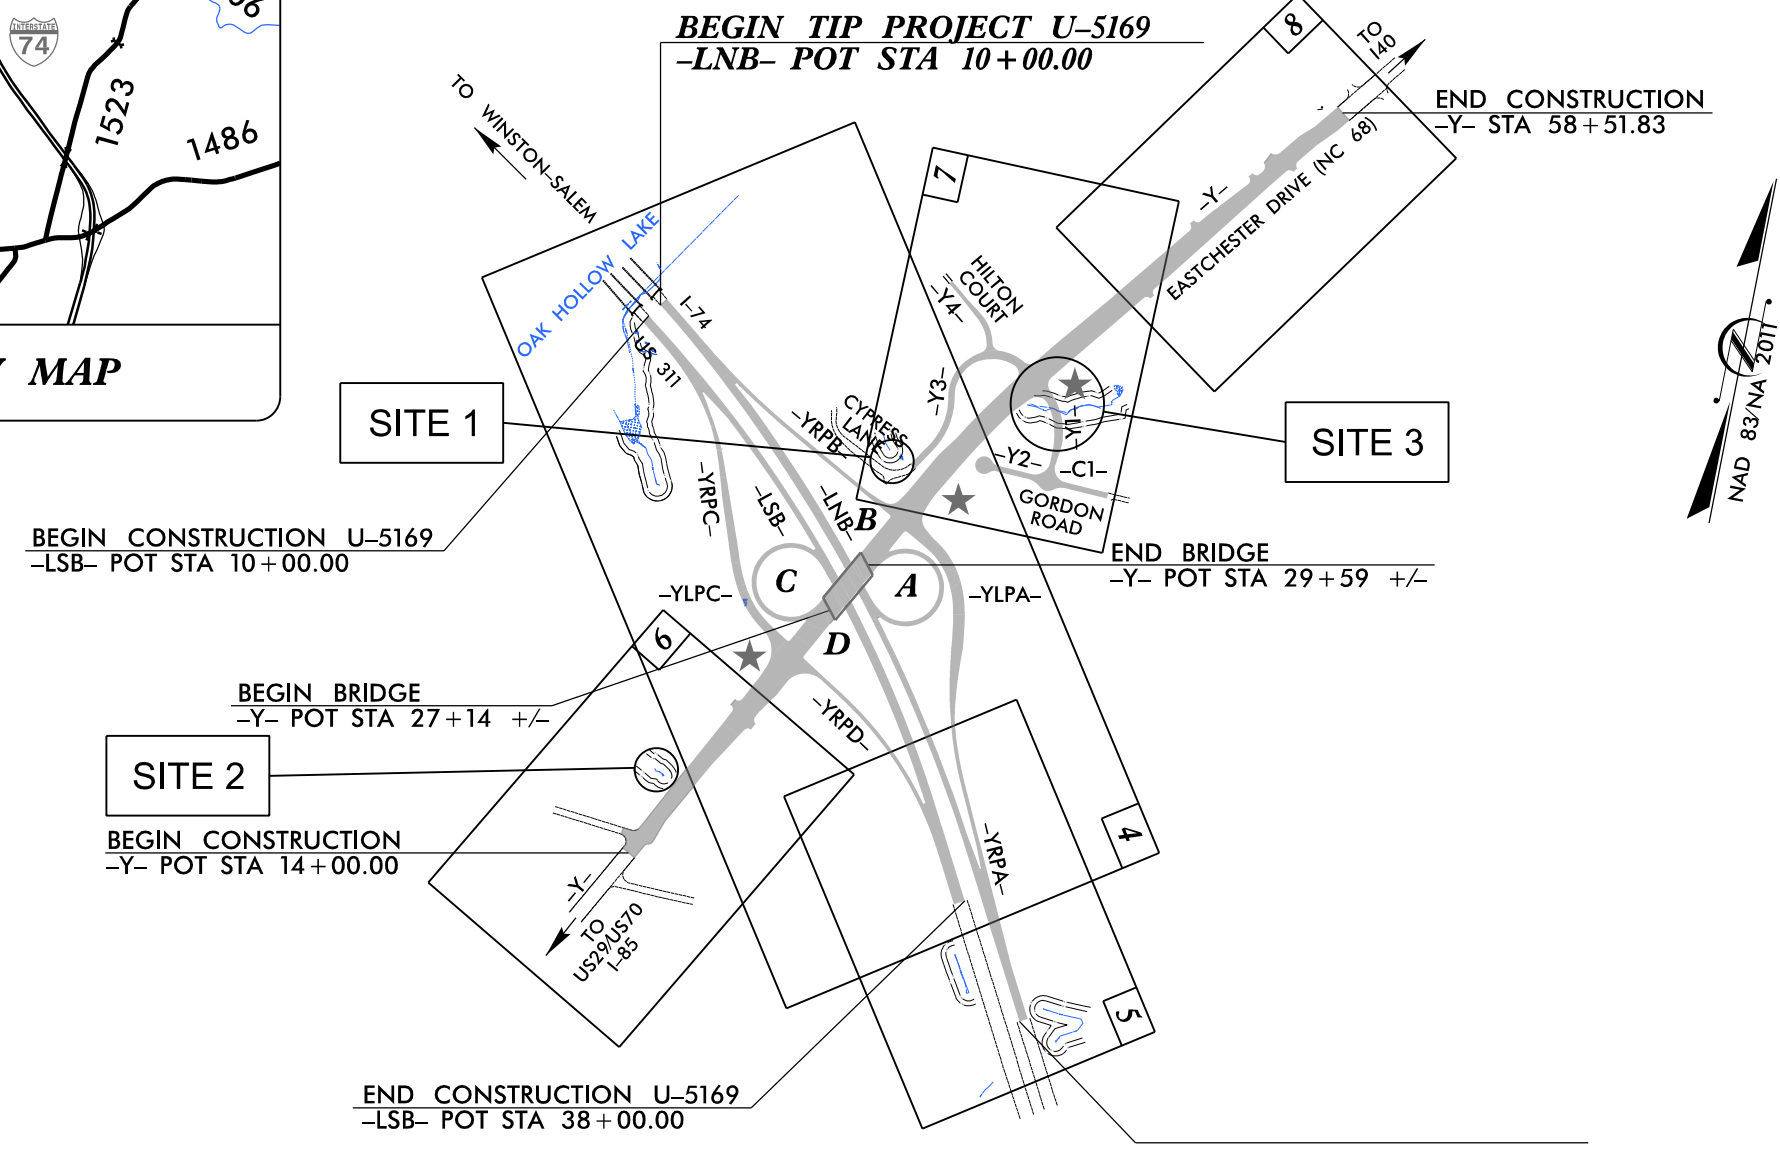 INTERSTATE
74
1523
1486
MAP
BEGIN TIP PROJECT U–5169
–LNB– POT STA 10+00.00
TO WINSTON–SALEM
OAK HOLLOW LAKE
I–74
US 311
8
TO
I40
END CONSTRUCTION
–Y– STA 58+51.83
–Y–
EASTCHESTER DRIVE (NC 68)
7
HILTON
COURT
–Y4–
–Y3–
CYPRESS
LANE
–YRPB–
SITE 1
SITE 3
–Y1–
–Y2–
–C1–
GORDON
ROAD
NAD 83/NA 2011
–YRPC–
–LSB–
–LNB–
B
BEGIN CONSTRUCTION U–5169
–LSB– POT STA 10+00.00
END BRIDGE
–Y– POT STA 29+59 +/–
C
A
–YLPC–
–YLPA–
D
6
BEGIN BRIDGE
–Y– POT STA 27+14 +/–
–YRPD–
SITE 2
BEGIN CONSTRUCTION
–Y– POT STA 14+00.00
4
–YRPA–
–Y–
TO
US29/US70
I–85
5
END CONSTRUCTION U–5169
–LSB– POT STA 38+00.00